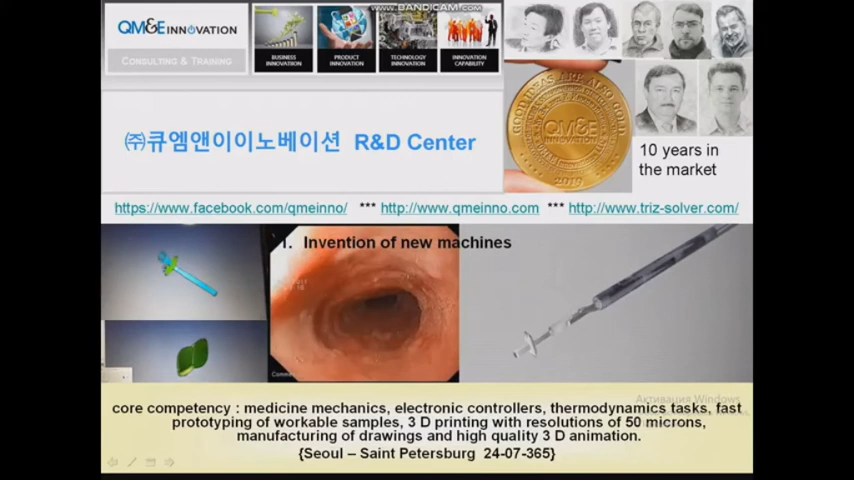 WWW.BANDICAM.COM
QM&E INNOVATION
CONSULTING & TRAINING
BUSINESS INNOVATION
PRODUCT INNOVATION
TECHNOLOGY INNOVATION
INNOVATION CAPABILITY
㈜큐엠앤이이노베이션 R&D Center
GOOD IDEAS ARE ALSO GOLD
QM&E
INNOVATION
2019
10 years in
the market
https://www.facebook.com/qmeinno/ *** http://www.qmeinno.com *** http://www.triz-solver.com/
1. Invention of new machines
Активация Windows
core competency : medicine mechanics, electronic controllers, thermodynamics tasks, fast
prototyping of workable samples, 3 D printing with resolutions of 50 microns,
manufacturing of drawings and high quality 3 D animation.
{Seoul – Saint Petersburg 24-07-365}